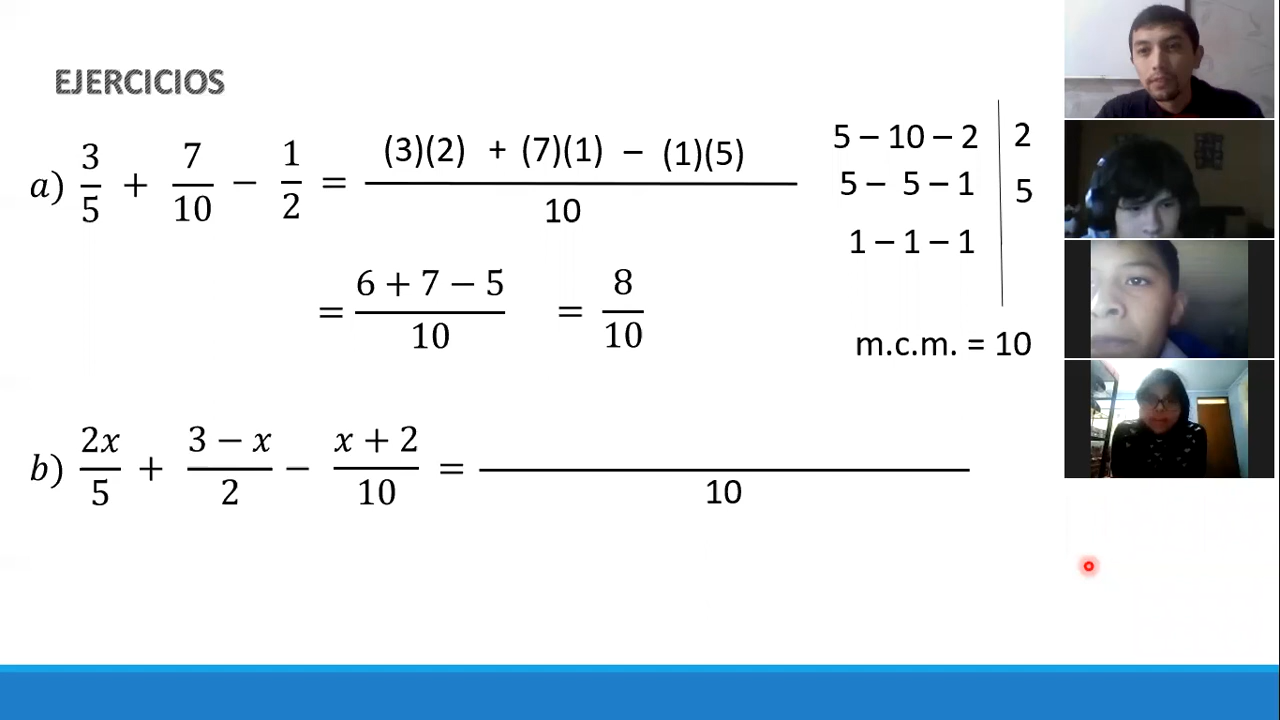 EJERCICIOS
a) 3/5 + 7/10 − 1/2 = (3)(2) + (7)(1) − (1)(5) / 10
= 6 + 7 − 5 / 10 = 8/10
5 – 10 – 2 | 2
5 – 5 – 1 | 5
1 – 1 – 1
m.c.m. = 10
b) 2x/5 + 3 − x/2 − x + 2/10 = /10